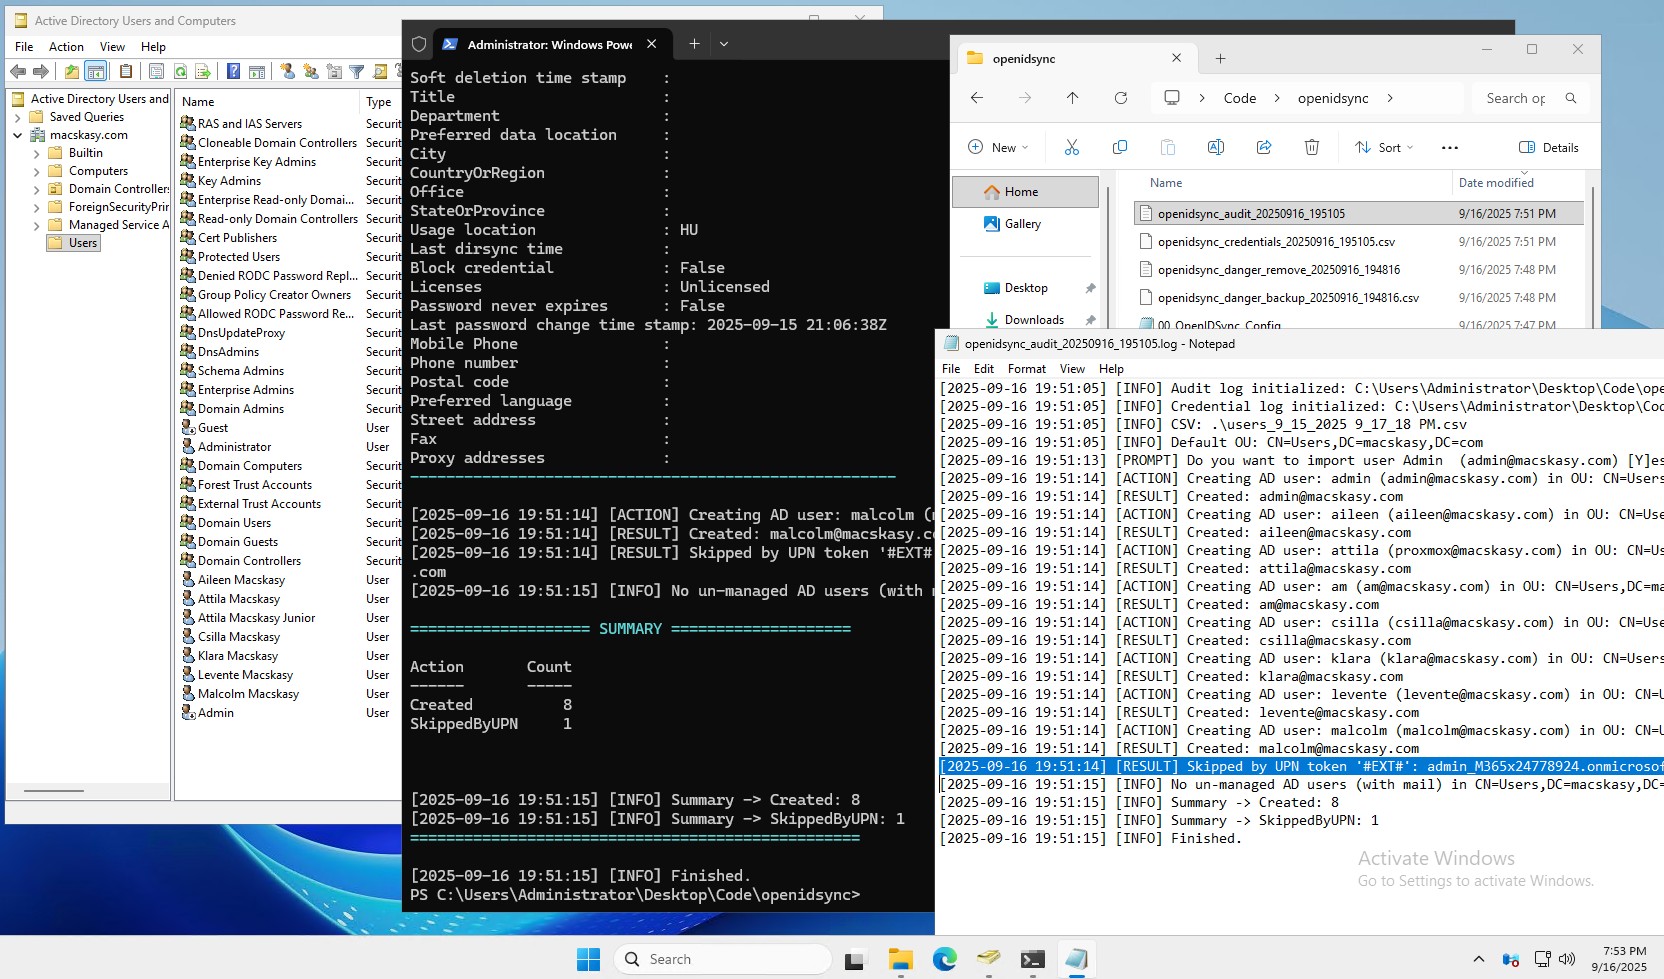 Active Directory Users and Computers
File Action View Help
Active Directory Users and
Saved Queries
macskasy.com
Builtin
Computers
Domain Controllers
ForeignSecurityPrin
Managed Service A
Users
Name Type
RAS and IAS Servers Securit
Cloneable Domain Controllers Securit
Enterprise Key Admins Securit
Key Admins Securit
Enterprise Read-only Domai... Securit
Read-only Domain Controllers Securit
Cert Publishers Securit
Protected Users Securit
Denied RODC Password Repl... Securit
Group Policy Creator Owners Securit
Allowed RODC Password Re... Securit
DnsUpdateProxy Securit
DnsAdmins Securit
Schema Admins Securit
Enterprise Admins Securit
Domain Admins Securit
Guest User
Administrator User
Domain Computers Securit
Forest Trust Accounts Securit
External Trust Accounts Securit
Domain Users Securit
Domain Guests Securit
Domain Controllers Securit
Aileen Macskasy User
Attila Macskasy User
Attila Macskasy Junior User
Csilla Macskasy User
Klara Macskasy User
Levente Macskasy User
Malcolm Macskasy User
Admin User
Administrator: Windows Powe
Soft deletion time stamp :
Title :
Department :
Preferred data location :
City :
CountryOrRegion :
Office :
StateOrProvince :
Usage location : HU
Last dirsync time :
Block credential : False
Licenses : Unlicensed
Password never expires : False
Last password change time stamp: 2025-09-15 21:06:38Z
Mobile Phone :
Phone number :
Postal code :
Preferred language :
Street address :
Fax :
Proxy addresses :
------------------------------------------------------
[2025-09-16 19:51:14] [ACTION] Creating AD user: malcolm (m
[2025-09-16 19:51:14] [RESULT] Created: malcolm@macskasy.co
[2025-09-16 19:51:14] [RESULT] Skipped by UPN token '#EXT#'
.com
[2025-09-16 19:51:15] [INFO] No un-managed AD users (with m
==================== SUMMARY ====================
Action Count
------ -----
Created 8
SkippedByUPN 1
[2025-09-16 19:51:15] [INFO] Summary -> Created: 8
[2025-09-16 19:51:15] [INFO] Summary -> SkippedByUPN: 1
==================================================
[2025-09-16 19:51:15] [INFO] Finished.
PS C:\Users\Administrator\Desktop\Code\openidsync>
openidsync
Code > openidsync > Search op
New Sort ... Details
Home
Gallery
Desktop
Downloads
Name Date modified
openidsync_audit_20250916_195105 9/16/2025 7:51 PM
openidsync_credentials_20250916_195105.csv 9/16/2025 7:51 PM
openidsync_danger_remove_20250916_194816 9/16/2025 7:48 PM
openidsync_danger_backup_20250916_194816.csv 9/16/2025 7:48 PM
00_OpenIDSync_Config 9/16/2025 7:47 PM
openidsync_audit_20250916_195105.log - Notepad
File Edit Format View Help
[2025-09-16 19:51:05] [INFO] Audit log initialized: C:\Users\Administrator\Desktop\Code\ope
[2025-09-16 19:51:05] [INFO] Credential log initialized: C:\Users\Administrator\Desktop\Cod
[2025-09-16 19:51:05] [INFO] CSV: .\users_9_15_2025 9_17_18 PM.csv
[2025-09-16 19:51:05] [INFO] Default OU: CN=Users,DC=macskasy,DC=com
[2025-09-16 19:51:13] [PROMPT] Do you want to import user Admin  (admin@macskasy.com) [Y]es
[2025-09-16 19:51:14] [ACTION] Creating AD user: admin (admin@macskasy.com) in OU: CN=Users
[2025-09-16 19:51:14] [RESULT] Created: admin@macskasy.com
[2025-09-16 19:51:14] [ACTION] Creating AD user: aileen (aileen@macskasy.com) in OU: CN=Use
[2025-09-16 19:51:14] [RESULT] Created: aileen@macskasy.com
[2025-09-16 19:51:14] [ACTION] Creating AD user: attila (proxmox@macskasy.com) in OU: CN=Us
[2025-09-16 19:51:14] [RESULT] Created: attila@macskasy.com
[2025-09-16 19:51:14] [ACTION] Creating AD user: am (am@macskasy.com) in OU: CN=Users,DC=ma
[2025-09-16 19:51:14] [RESULT] Created: am@macskasy.com
[2025-09-16 19:51:14] [ACTION] Creating AD user: csilla (csilla@macskasy.com) in OU: CN=Use
[2025-09-16 19:51:14] [RESULT] Created: csilla@macskasy.com
[2025-09-16 19:51:14] [ACTION] Creating AD user: klara (klara@macskasy.com) in OU: CN=Users
[2025-09-16 19:51:14] [RESULT] Created: klara@macskasy.com
[2025-09-16 19:51:14] [ACTION] Creating AD user: levente (levente@macskasy.com) in OU: CN=U
[2025-09-16 19:51:14] [RESULT] Created: levente@macskasy.com
[2025-09-16 19:51:14] [ACTION] Creating AD user: malcolm (malcolm@macskasy.com) in OU: CN=U
[2025-09-16 19:51:14] [RESULT] Created: malcolm@macskasy.com
[2025-09-16 19:51:14] [RESULT] Skipped by UPN token '#EXT#': admin_M365x24778924.onmicrosof
[2025-09-16 19:51:15] [INFO] No un-managed AD users (with mail) in CN=Users,DC=macskasy,DC=
[2025-09-16 19:51:15] [INFO] Summary -> Created: 8
[2025-09-16 19:51:15] [INFO] Summary -> SkippedByUPN: 1
[2025-09-16 19:51:15] [INFO] Finished.
Activate Windows
Go to Settings to activate Windows.
Search
7:53 PM
9/16/2025